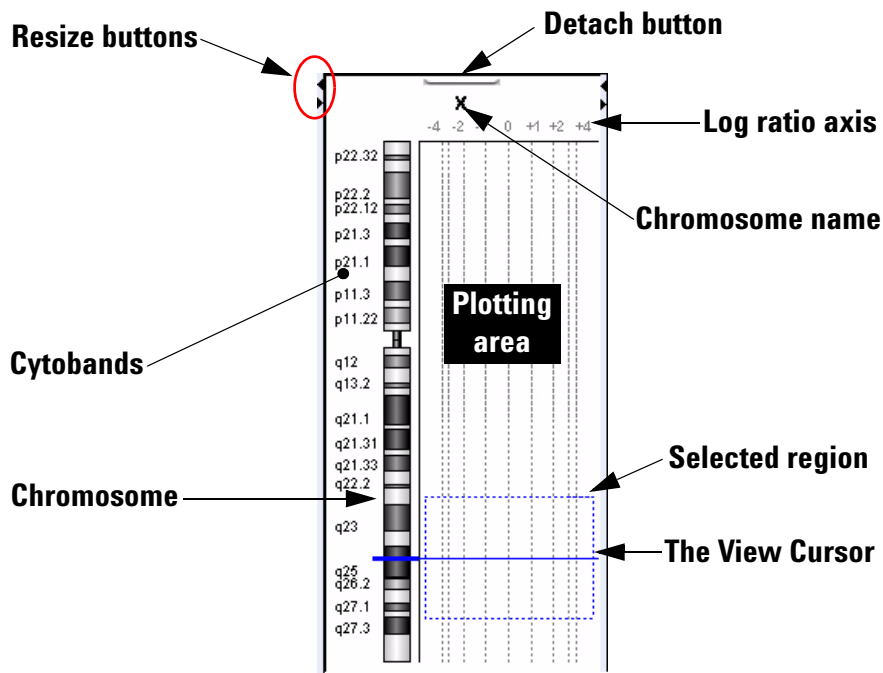 Detach button
Resize buttons
X
-4 -2 - 0 +1 +2 +4
Log ratio axis
p22.32
p22.2
p22.12
Chromosome name
p21.3
p21.1
p11.3
Plotting
area
p11.22
Cytobands
q12
q13.2
q21.1
q21.31
q21.33
Selected region
q22.2
Chromosome
q23
The View Cursor
q25
q26.2
q27.1
q27.3